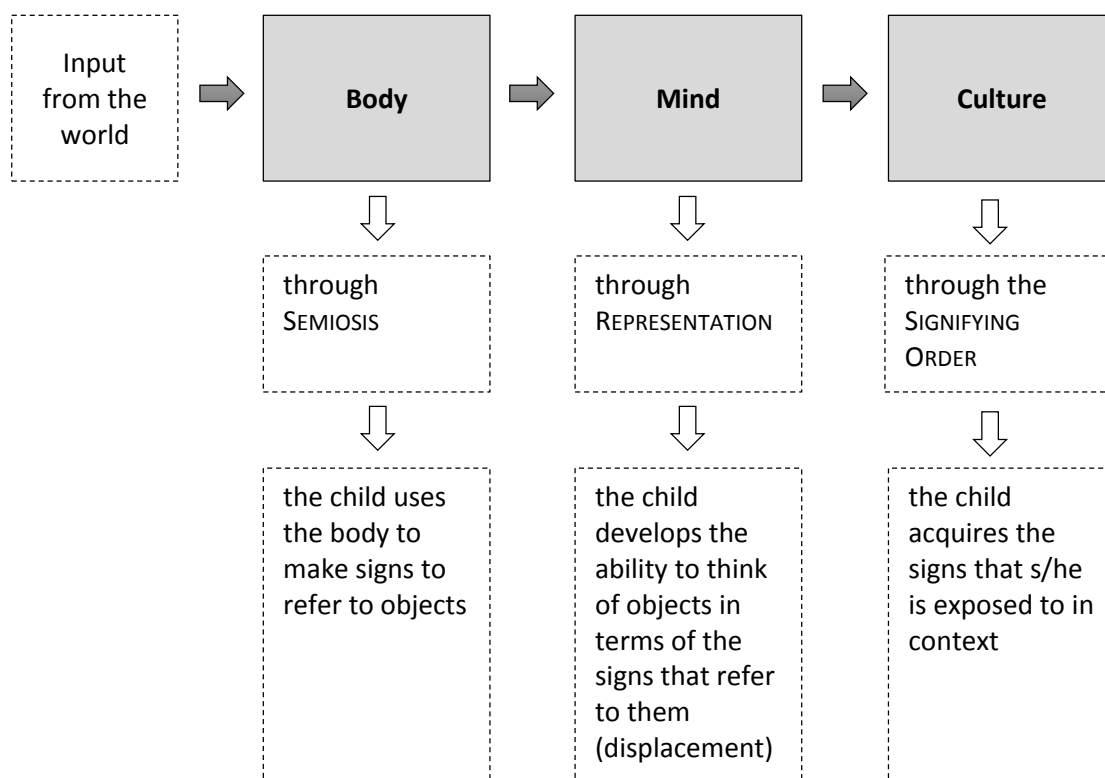 Input
from the
world
Body
Mind
Culture
through
SEMIOSIS
through
REPRESENTATION
through the
SIGNIFYING
ORDER
the child uses
the body to
make signs to
refer to objects
the child
develops the
ability to think
of objects in
terms of the
signs that refer
to them
(displacement)
the child
acquires the
signs that s/he
is exposed to in
context